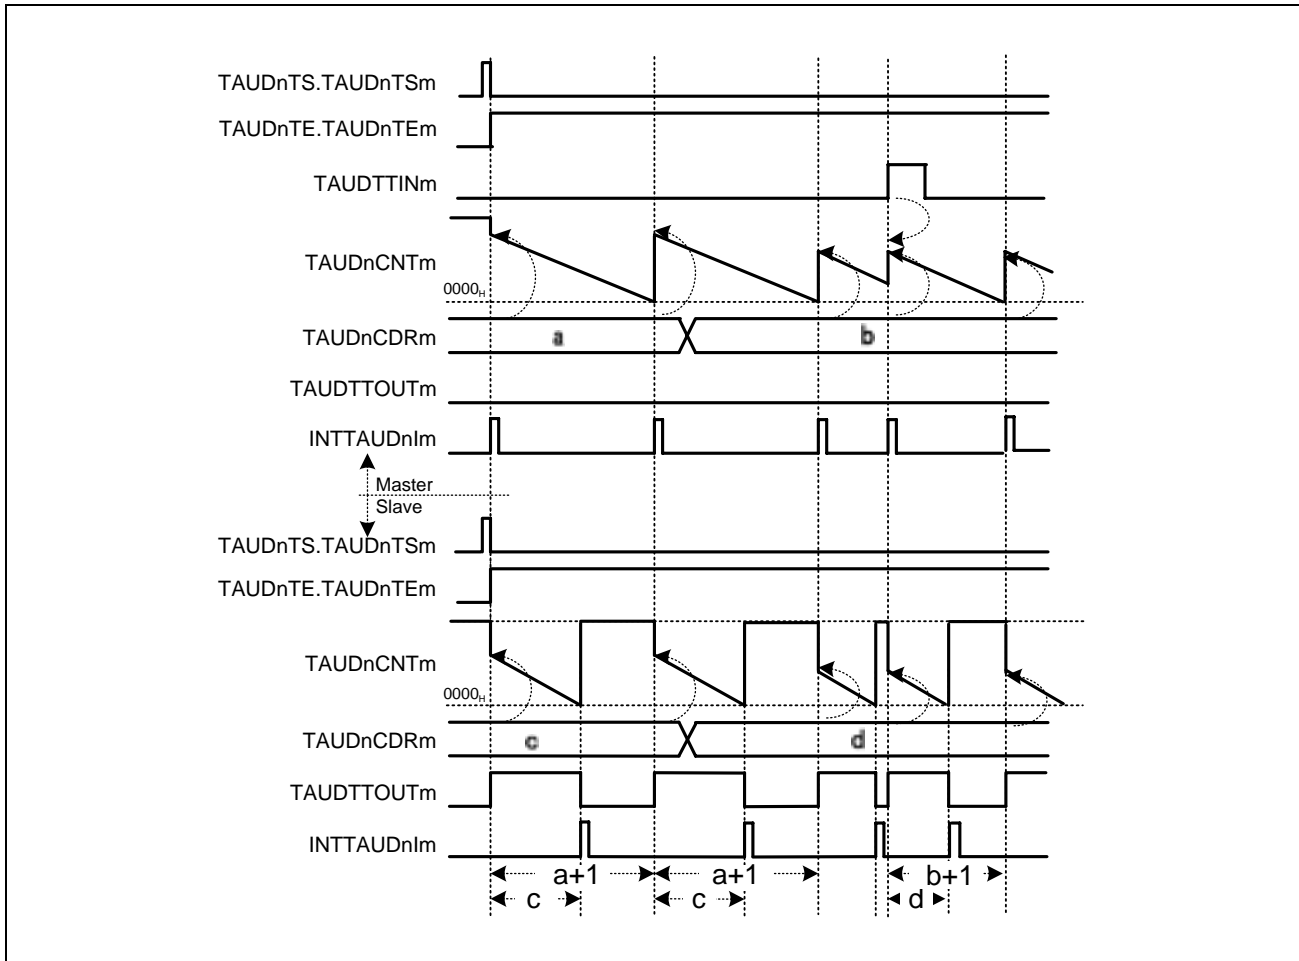 TAUDnTS.TAUDnTSm
TAUDnTE.TAUDnTEm
TAUDTTINm
TAUDnCNTm
0000H
TAUDnCDRm
a
b
TAUDTTOUTm
INTTAUDnIm
Master
Slave
TAUDnTS.TAUDnTSm
TAUDnTE.TAUDnTEm
TAUDnCNTm
0000H
TAUDnCDRm
c
d
TAUDTTOUTm
INTTAUDnIm
a+1
a+1
b+1
c
c
d